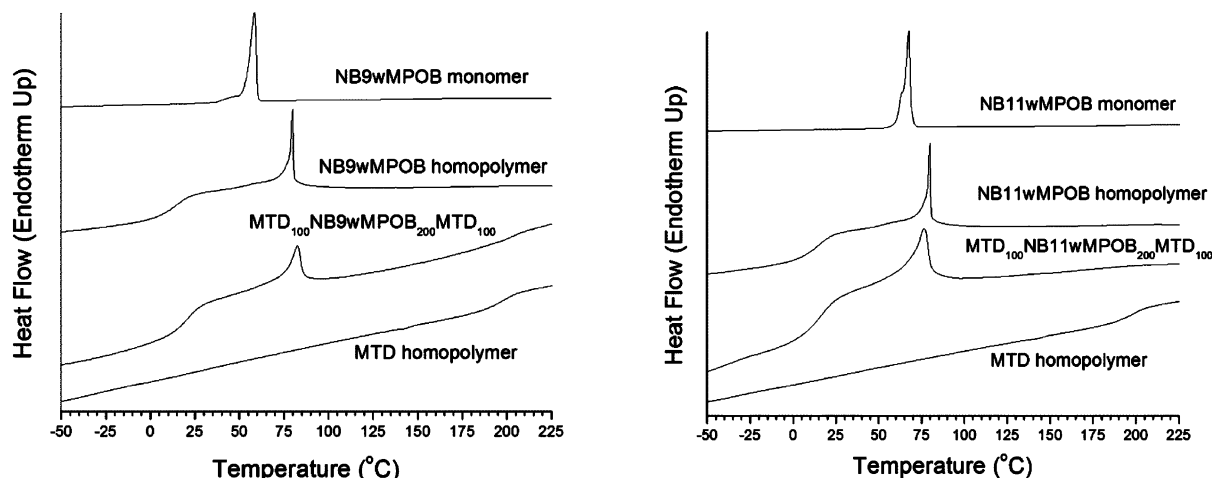 Heat Flow (Endotherm Up)
NB9wMPOB monomer
NB9wMPOB homopolymer
MTD₁₀₀NB9wMPOB₂₀₀MTD₁₀₀
MTD homopolymer
-50 -25 0 25 50 75 100 125 150 175 200 225
Temperature (°C)
Heat Flow (Endotherm Up)
NB11wMPOB monomer
NB11wMPOB homopolymer
MTD₁₀₀NB11wMPOB₂₀₀MTD₁₀₀
MTD homopolymer
-50 -25 0 25 50 75 100 125 150 175 200 225
Temperature (°C)